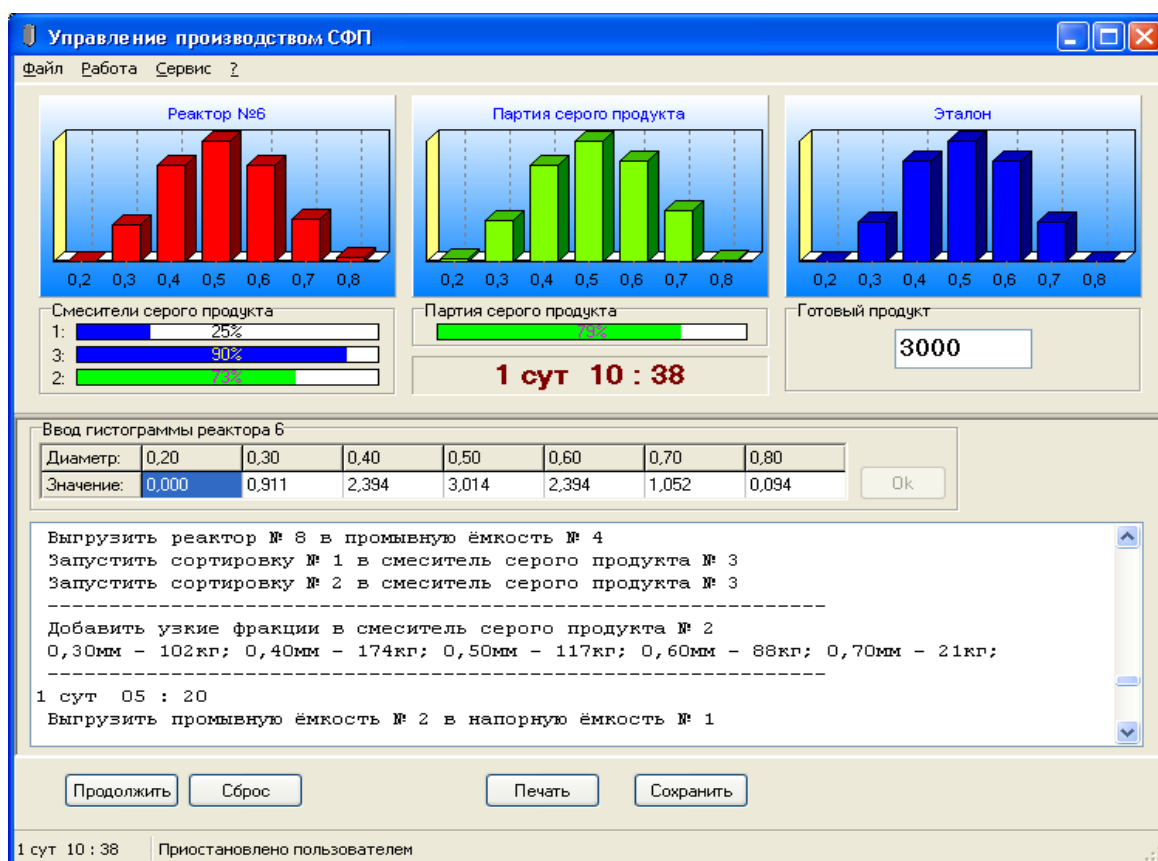 Управление производством СФП
Файл Работа Сервис ?
Реактор №6
0,2 0,3 0,4 0,5 0,6 0,7 0,8
Партия серого продукта
0,2 0,3 0,4 0,5 0,6 0,7 0,8
Эталон
0,2 0,3 0,4 0,5 0,6 0,7 0,8
Смесители серого продукта
1: 25%
3: 90%
2: 73%
Партия серого продукта
79%
1 сут 10 : 38
Готовый продукт
3000
Ввод гистограммы реактора 6
Диаметр: 0,20 0,30 0,40 0,50 0,60 0,70 0,80
Значение: 0,000 0,911 2,394 3,014 2,394 1,052 0,094
Ok
Выгрузить реактор № 8 в промывную ёмкость № 4
Запустить сортировку № 1 в смеситель серого продукта № 3
Запустить сортировку № 2 в смеситель серого продукта № 3
----------------------------------------------------------------
Добавить узкие фракции в смеситель серого продукта № 2
0,30мм - 102кг; 0,40мм - 174кг; 0,50мм - 117кг; 0,60мм - 88кг; 0,70мм - 21кг;
----------------------------------------------------------------
1 сут 05 : 20
Выгрузить промывную ёмкость № 2 в напорную ёмкость № 1
Продолжить Сброс Печать Сохранить
1 сут 10 : 38 Приостановлено пользователем